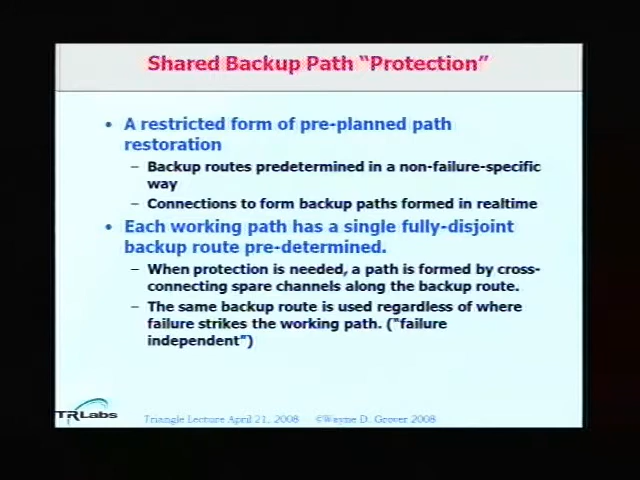 Shared Backup Path “Protection”
• A restricted form of pre-planned path
restoration
– Backup routes predetermined in a non-failure-specific
way
– Connections to form backup paths formed in realtime
• Each working path has a single fully-disjoint
backup route pre-determined.
– When protection is needed, a path is formed by cross-
connecting spare channels along the backup route.
– The same backup route is used regardless of where
failure strikes the working path. (“failure
independent”)
TRLabs
Triangle Lecture April 21, 2008 ©Wayne D. Grover 2008